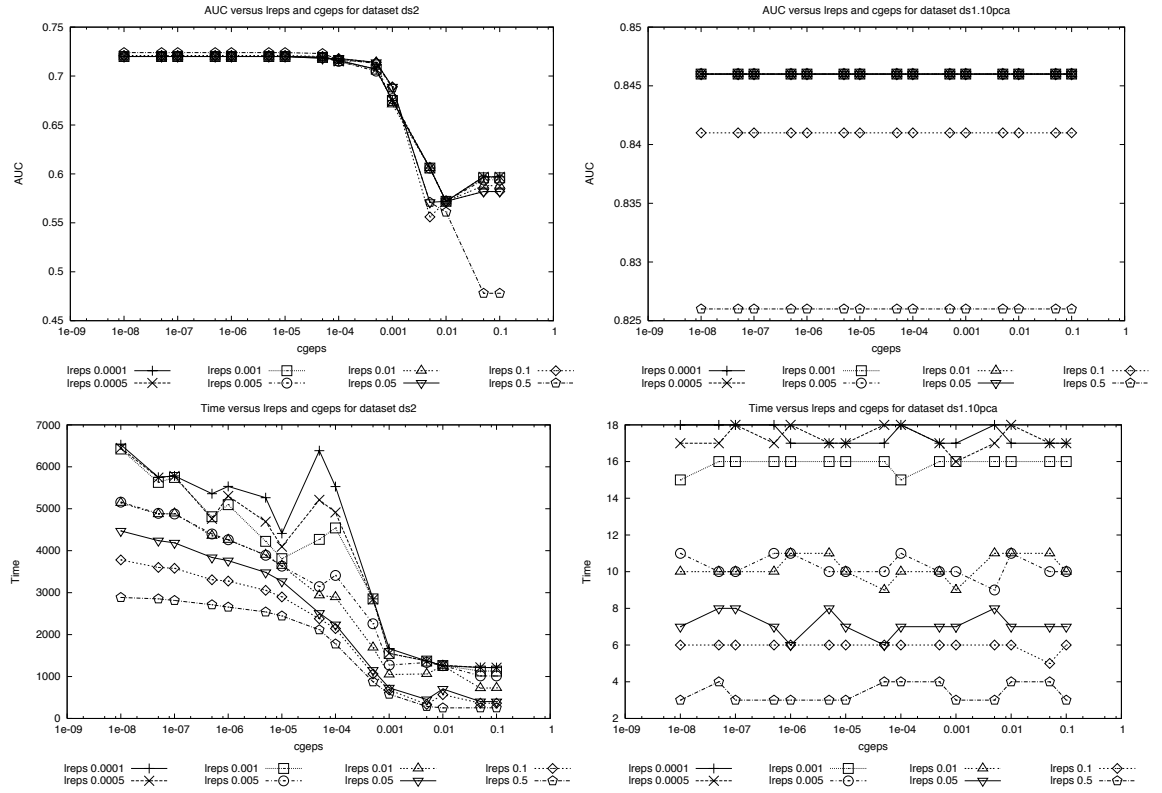 AUC versus lreps and cgeps for dataset ds2
AUC
0.75
0.7
0.65
0.6
0.55
0.5
0.45
1e-09 1e-08 1e-07 1e-06 1e-05 1e-04 0.001 0.01 0.1 1
cgeps
lreps 0.0001 lreps 0.001 lreps 0.01 lreps 0.1
lreps 0.0005 lreps 0.005 lreps 0.05 lreps 0.5
AUC versus lreps and cgeps for dataset ds1.10pca
AUC
0.85
0.845
0.84
0.835
0.83
0.825
1e-09 1e-08 1e-07 1e-06 1e-05 1e-04 0.001 0.01 0.1 1
cgeps
lreps 0.0001 lreps 0.001 lreps 0.01 lreps 0.1
lreps 0.0005 lreps 0.005 lreps 0.05 lreps 0.5
Time versus lreps and cgeps for dataset ds2
Time
7000
6000
5000
4000
3000
2000
1000
0
1e-09 1e-08 1e-07 1e-06 1e-05 1e-04 0.001 0.01 0.1 1
cgeps
lreps 0.0001 lreps 0.001 lreps 0.01 lreps 0.1
lreps 0.0005 lreps 0.005 lreps 0.05 lreps 0.5
Time versus lreps and cgeps for dataset ds1.10pca
Time
18
16
14
12
10
8
6
4
2
1e-09 1e-08 1e-07 1e-06 1e-05 1e-04 0.001 0.01 0.1 1
cgeps
lreps 0.0001 lreps 0.001 lreps 0.01 lreps 0.1
lreps 0.0005 lreps 0.005 lreps 0.05 lreps 0.5